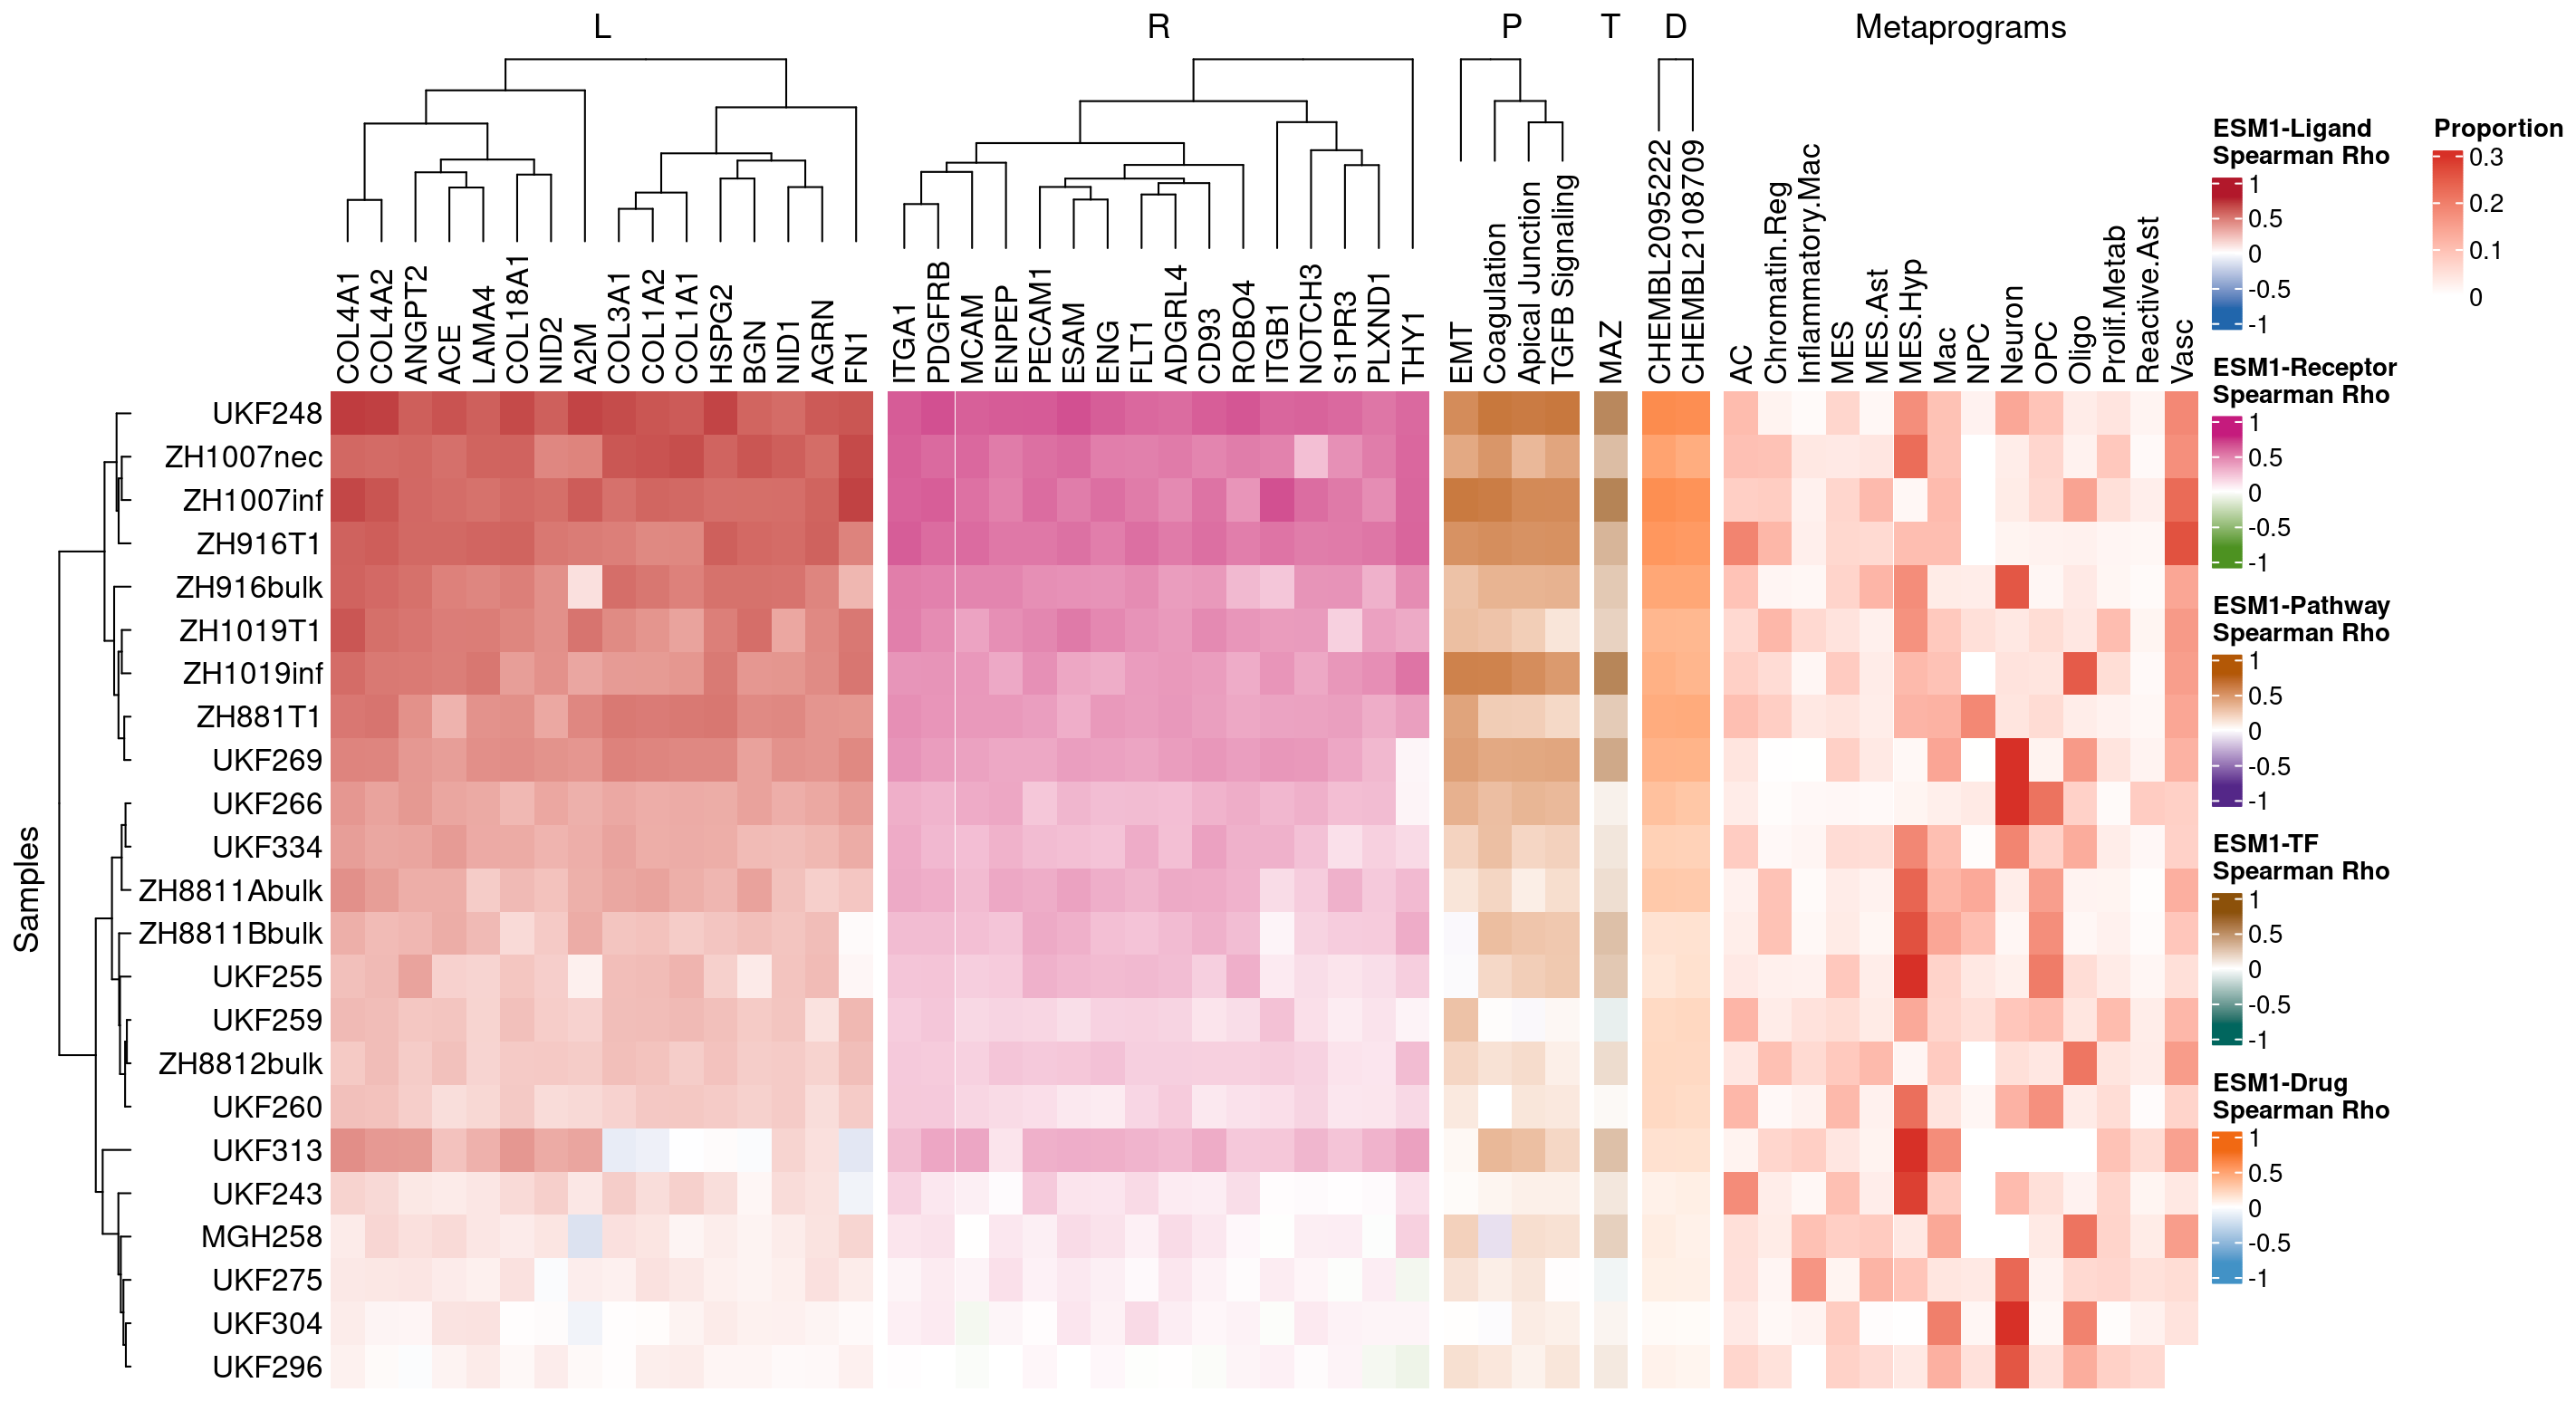 L
R
P
T
D
Metaprograms
COL4A1
COL4A2
ANGPT2
ACE
LAMA4
COL18A1
NID2
A2M
COL3A1
COL1A2
COL1A1
HSPG2
BGN
NID1
AGRN
FN1
ITGA1
PDGFRB
MCAM
ENPEP
PECAM1
ESAM
ENG
FLT1
ADGRL4
CD93
ROBO4
ITGB1
NOTCH3
S1PR3
PLXND1
THY1
EMT
Coagulation
Apical Junction
TGFB Signaling
MAZ
CHEMBL2095222
CHEMBL2108709
AC
Chromatin.Reg
Inflammatory.Mac
MES
MES.Ast
MES.Hyp
Mac
NPC
Neuron
OPC
Oligo
Prolif.Metab
Reactive.Ast
Vasc
Samples
UKF248
ZH1007nec
ZH1007inf
ZH916T1
ZH916bulk
ZH1019T1
ZH1019inf
ZH881T1
UKF269
UKF266
UKF334
ZH8811Abulk
ZH8811Bbulk
UKF255
UKF259
ZH8812bulk
UKF260
UKF313
UKF243
MGH258
UKF275
UKF304
UKF296
ESM1-Ligand
Spearman Rho
1
0.5
0
-0.5
-1
ESM1-Receptor
Spearman Rho
1
0.5
0
-0.5
-1
ESM1-Pathway
Spearman Rho
1
0.5
0
-0.5
-1
ESM1-TF
Spearman Rho
1
0.5
0
-0.5
-1
ESM1-Drug
Spearman Rho
1
0.5
0
-0.5
-1
Proportion
0.3
0.2
0.1
0